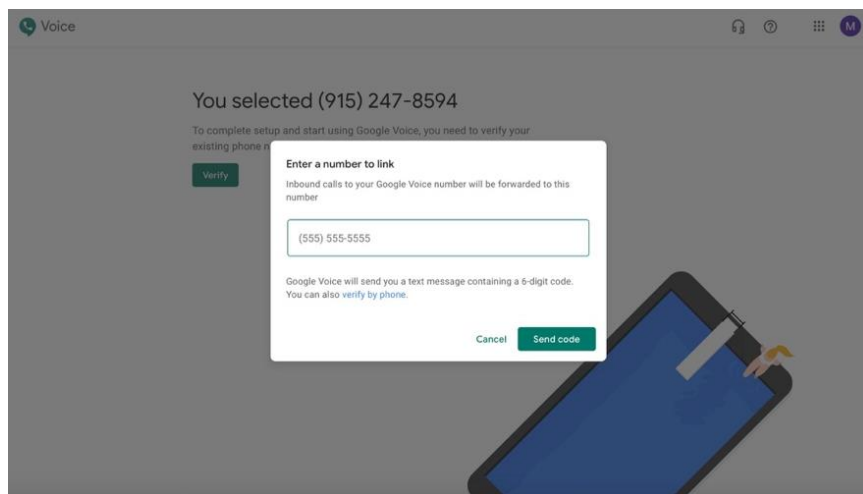 Voice
M
You selected (915) 247-8594
To complete setup and start using Google Voice, you need to verify your
existing phone n
Verify
Enter a number to link
Inbound calls to your Google Voice number will be forwarded to this
number
(555) 555-5555
Google Voice will send you a text message containing a 6-digit code.
You can also verify by phone.
Cancel Send code